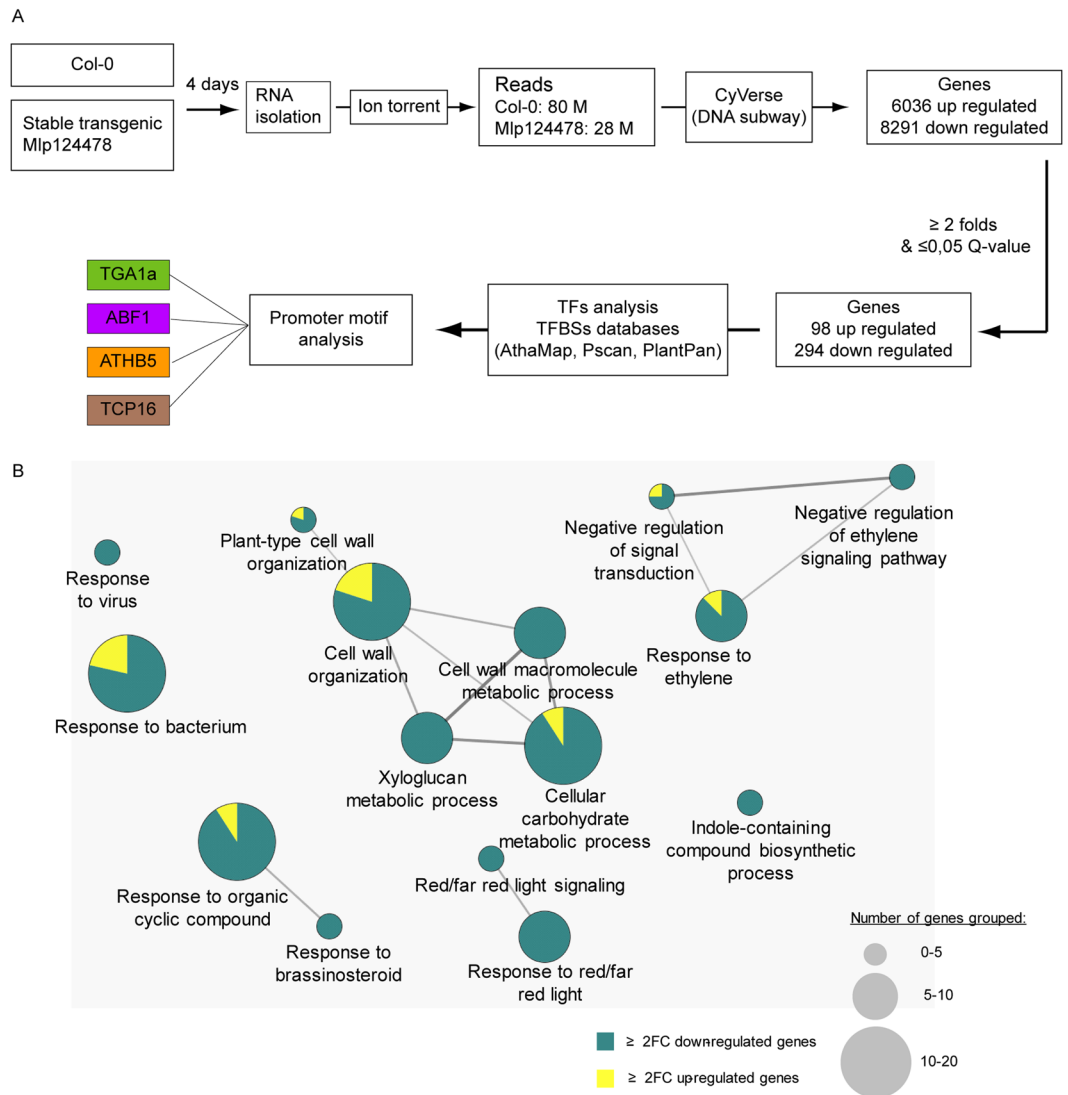 A
Col-0
Stable transgenic
Mlp124478
4 days
RNA
isolation
Ion torrent
Reads
Col-0: 80 M
Mlp124478: 28 M
CyVerse
(DNA subway)
Genes
6036 up regulated
8291 down regulated
≥ 2 folds
& ≤0,05 Q-value
Genes
98 up regulated
294 down regulated
TFs analysis
TFBSs databases
(AthaMap, Pscan, PlantPan)
Promoter motif
analysis
TGA1a
ABF1
ATHB5
TCP16
B
Response
to virus
Response to bacterium
Plant-type cell wall
organization
Cell wall
organization
Cell wall macromolecule
metabolic process
Xyloglucan
metabolic process
Cellular
carbohydrate
metabolic process
Negative regulation
of signal
transduction
Negative regulation
of ethylene
signaling pathway
Response to
ethylene
Indole-containing
compound biosynthetic
process
Response to organic
cyclic compound
Response to
brassinosteroid
Red/far red light signaling
Response to red/far
red light
Number of genes grouped:
0-5
5-10
10-20
≥ 2FC down-regulated genes
≥ 2FC up-regulated genes